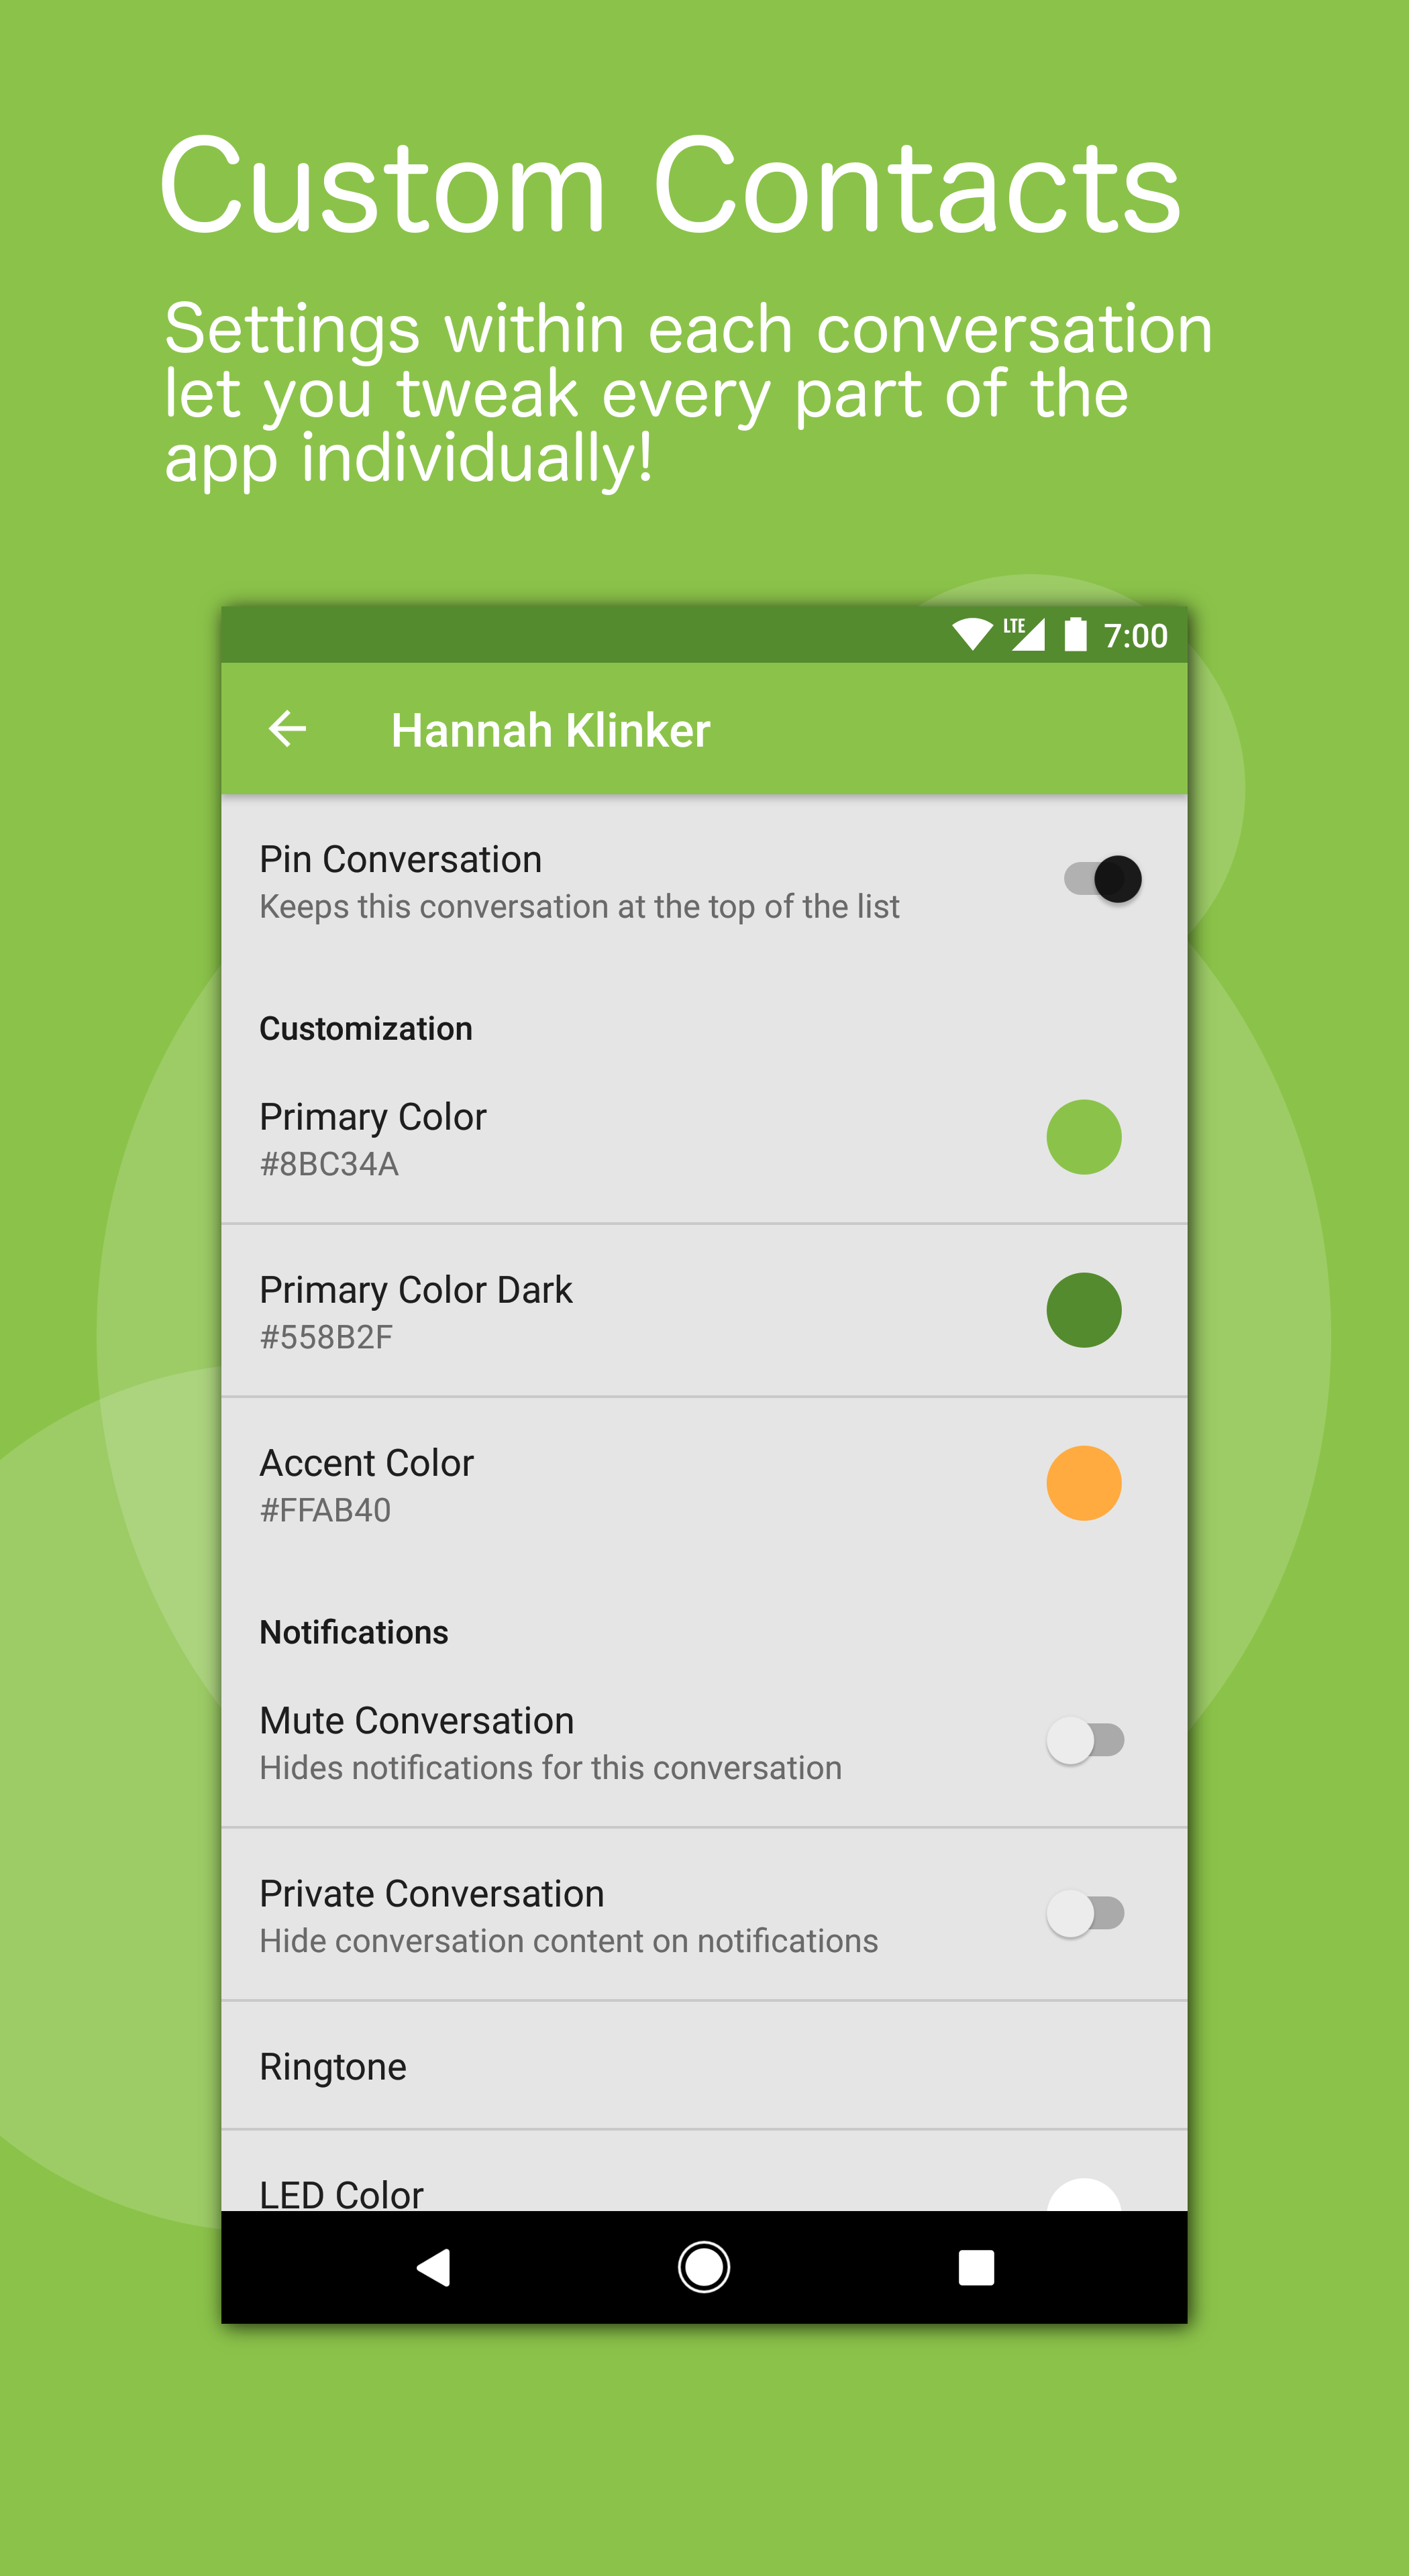 Custom Contacts
Settings within each conversation
let you tweak every part of the
app individually!
LTE 7:00
Hannah Klinker
Pin Conversation
Keeps this conversation at the top of the list
Customization
Primary Color
#8BC34A
Primary Color Dark
#558B2F
Accent Color
#FFAB40
Notifications
Mute Conversation
Hides notifications for this conversation
Private Conversation
Hide conversation content on notifications
Ringtone
LED Color